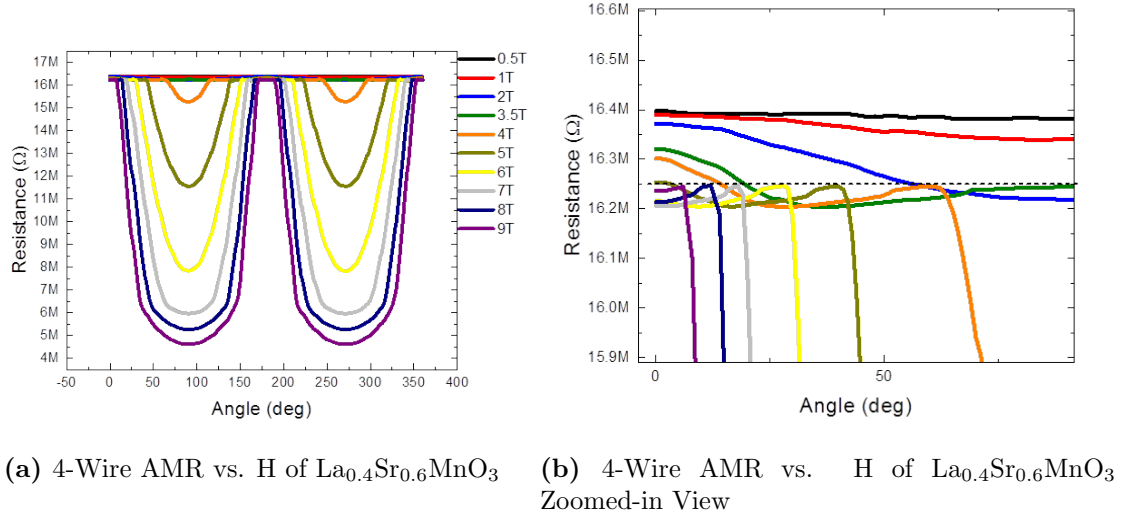 17M
16M
15M
14M
13M
12M
11M
10M
9M
8M
7M
6M
5M
4M
Resistance (Ω)
-50 0 50 100 150 200 250 300 350 400
Angle (deg)
0.5T
1T
2T
3.5T
4T
5T
6T
7T
8T
9T
16.6M
16.5M
16.4M
16.3M
16.2M
16.1M
16.0M
15.9M
Resistance (Ω)
0 50
Angle (deg)
(a) 4-Wire AMR vs. H of La0.4Sr0.6MnO3
(b) 4-Wire AMR vs. H of La0.4Sr0.6MnO3
Zoomed-in View